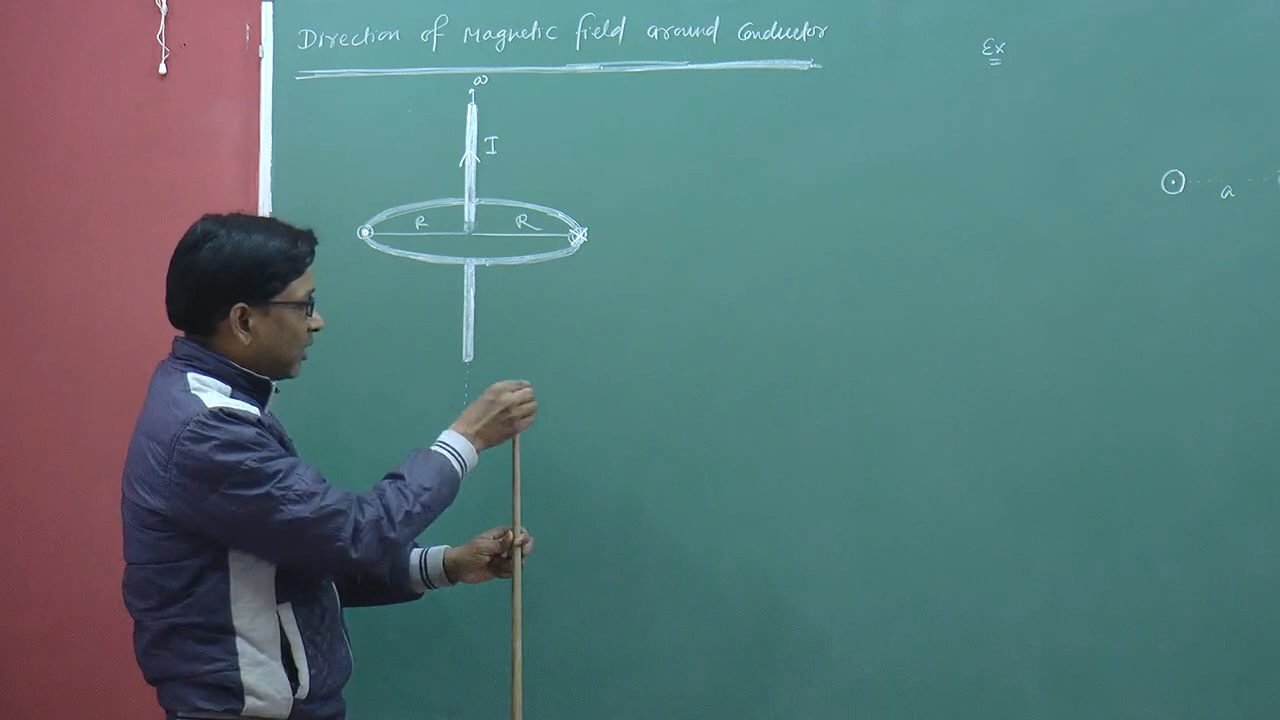 Direction of Magnetic field around Conductor
Ex
∞
I
a
R R